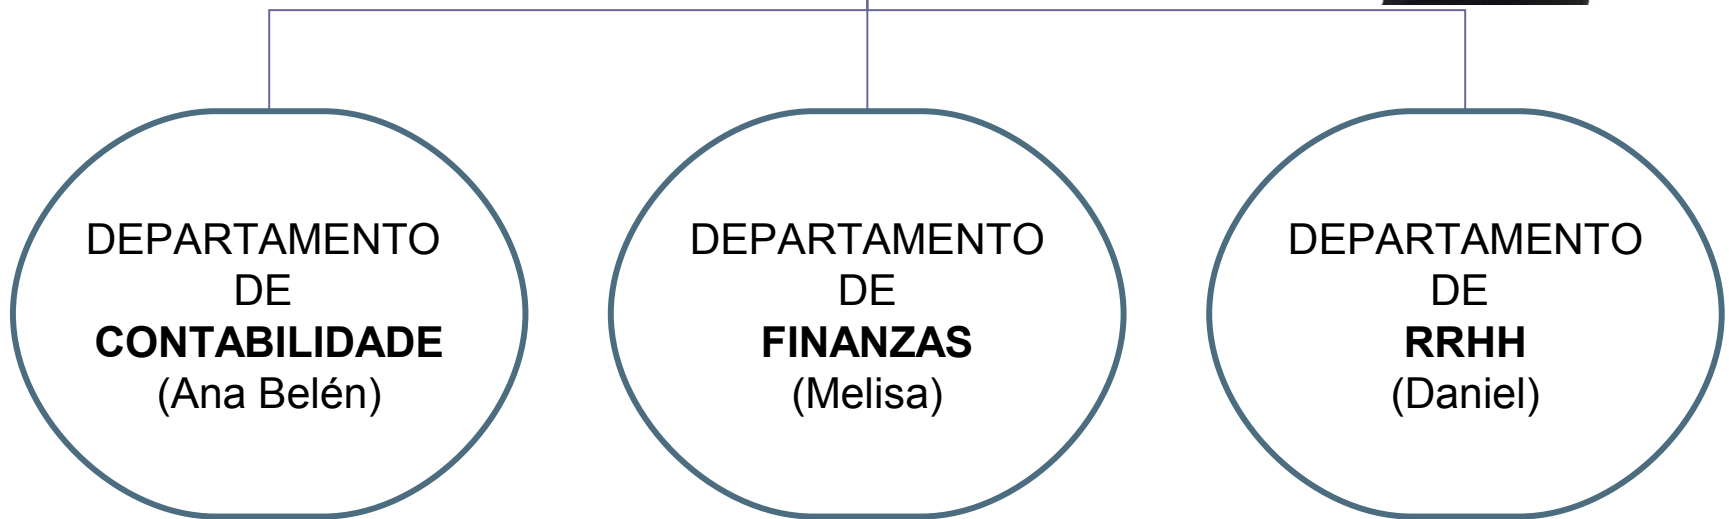 DEPARTAMENTO
DE
CONTABILIDADE
(Ana Belén)
DEPARTAMENTO
DE
FINANZAS
(Melisa)
DEPARTAMENTO
DE
RRHH
(Daniel)